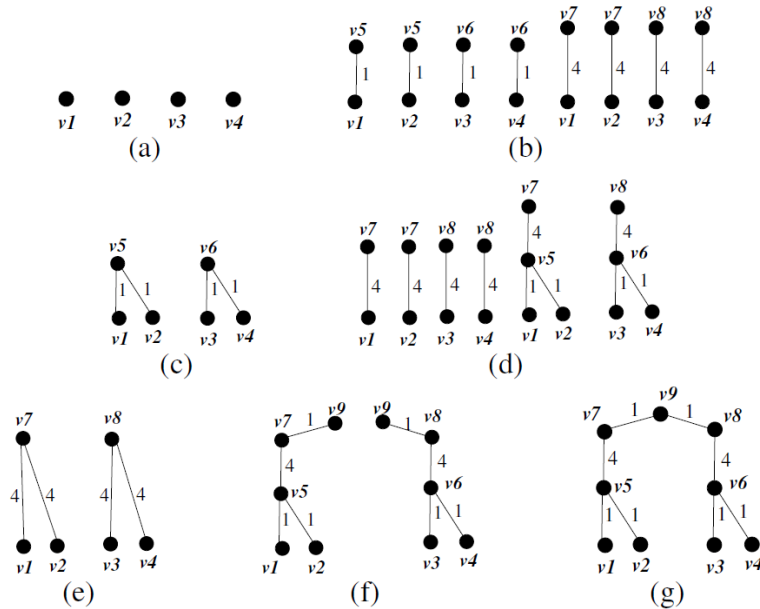 v5 v5 v6 v6 v7 v7 v8 v8
1 1 1 1 4 4 4 4
v1 v2 v3 v4
v1 v2 v3 v4 v1 v2 v3 v4
(a)
(b)
v7 v8
v5 v6
v7 v7 v8 v8
4 4
v5 v6
1 1 1 1
4 4 4 4
1 1 1 1
v1 v2 v3 v4
v1 v2 v3 v4 v1 v2 v3 v4
(c)
(d)
v7 v8
v7 1 v9 v9 1 v8
v7 1 v9 1 v8
4 4
4 4
v5 v6
v5 v6
4 4 4 4
1 1 1 1
1 1 1 1
v1 v2 v3 v4
v1 v2 v3 v4
v1 v2 v3 v4
(e)
(f)
(g)